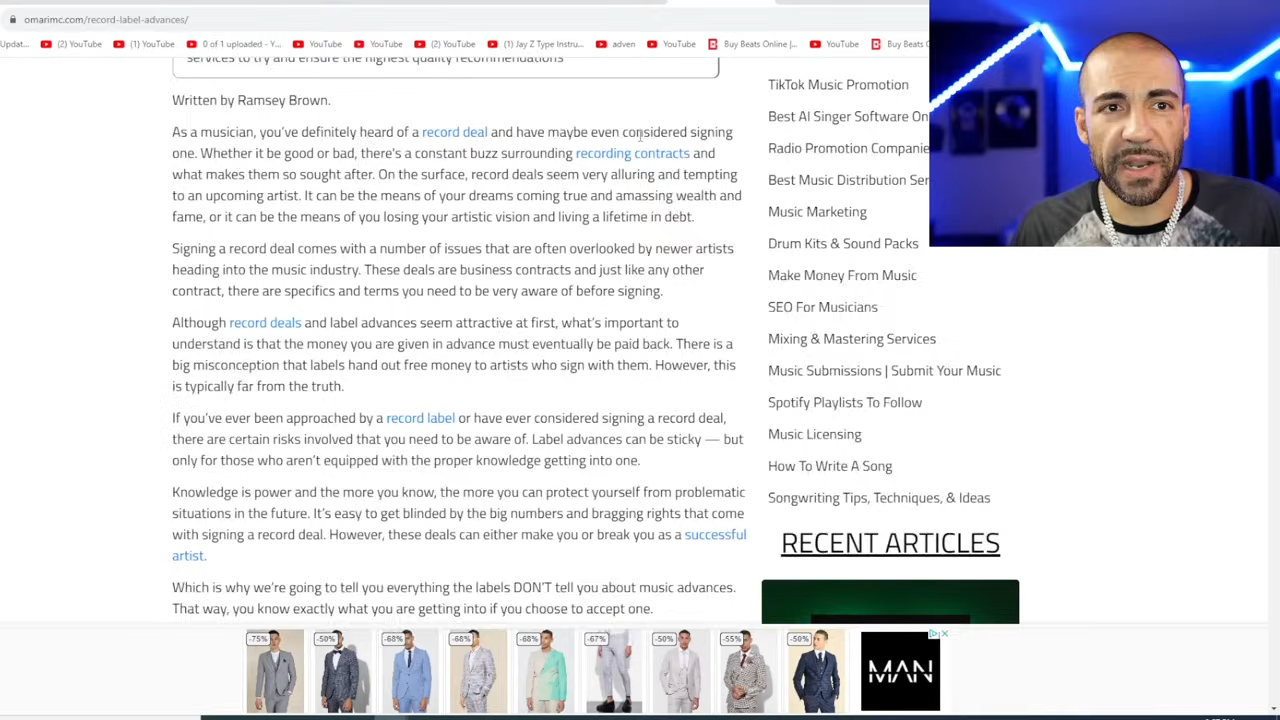 omarimc.com/record-label-advances/
Updat...
(2) YouTube
(1) YouTube
0 of 1 uploaded - Y...
YouTube
YouTube
(2) YouTube
(1) Jay Z Type Instru...
adven
YouTube
Buy Beats Online |...
YouTube
Buy Beats Onl
services to try and ensure the highest quality recommendations
Written by Ramsey Brown.
As a musician, you've definitely heard of a record deal and have maybe even considered signing
one. Whether it be good or bad, there's a constant buzz surrounding recording contracts and
what makes them so sought after. On the surface, record deals seem very alluring and tempting
to an upcoming artist. It can be the means of your dreams coming true and amassing wealth and
fame, or it can be the means of you losing your artistic vision and living a lifetime in debt.
Signing a record deal comes with a number of issues that are often overlooked by newer artists
heading into the music industry. These deals are business contracts and just like any other
contract, there are specifics and terms you need to be very aware of before signing.
Although record deals and label advances seem attractive at first, what's important to
understand is that the money you are given in advance must eventually be paid back. There is a
big misconception that labels hand out free money to artists who sign with them. However, this
is typically far from the truth.
If you've ever been approached by a record label or have ever considered signing a record deal,
there are certain risks involved that you need to be aware of. Label advances can be sticky — but
only for those who aren't equipped with the proper knowledge getting into one.
Knowledge is power and the more you know, the more you can protect yourself from problematic
situations in the future. It's easy to get blinded by the big numbers and bragging rights that come
with signing a record deal. However, these deals can either make you or break you as a successful
artist.
Which is why we're going to tell you everything the labels DON'T tell you about music advances.
That way, you know exactly what you are getting into if you choose to accept one.
TikTok Music Promotion
Best AI Singer Software On
Radio Promotion Companie
Best Music Distribution Ser
Music Marketing
Drum Kits & Sound Packs
Make Money From Music
SEO For Musicians
Mixing & Mastering Services
Music Submissions | Submit Your Music
Spotify Playlists To Follow
Music Licensing
How To Write A Song
Songwriting Tips, Techniques, & Ideas
RECENT ARTICLES
-75%
-50%
-68%
-68%
-68%
-67%
-50%
-55%
-50%
MAN